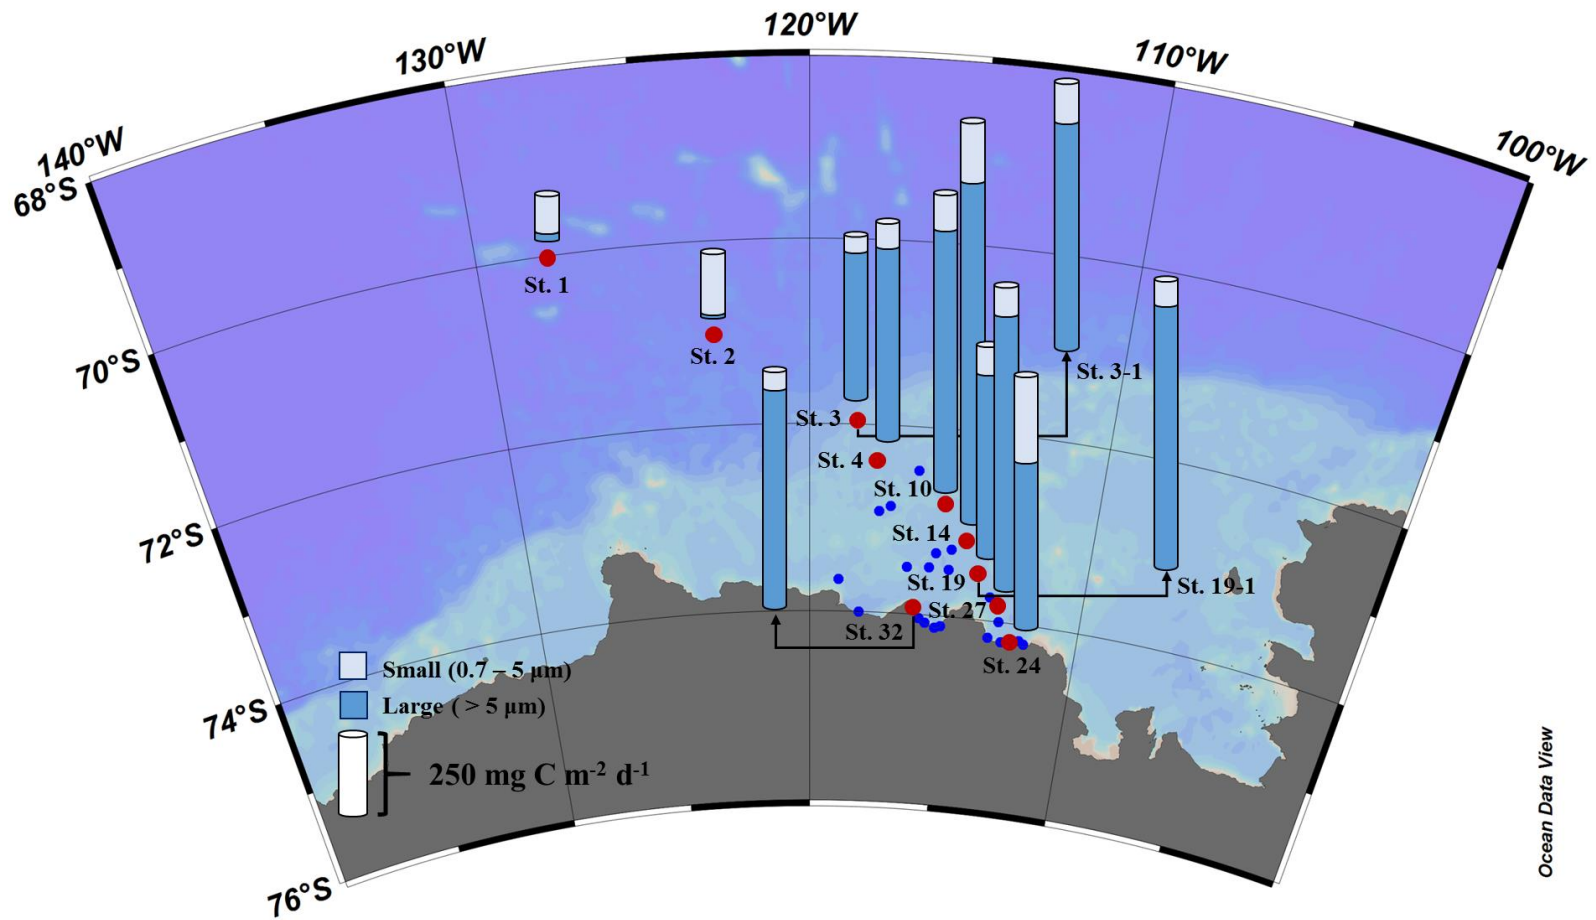 120°W
130°W
110°W
140°W
100°W
68°S
St. 1
St. 2
70°S
St. 3-1
St. 3
St. 4
St. 10
St. 14
72°S
St. 19
St. 19-1
St. 27
St. 32
St. 24
Small (0.7 – 5 μm)
Large ( > 5 μm)
74°S
250 mg C m-2 d-1
76°S
Ocean Data View